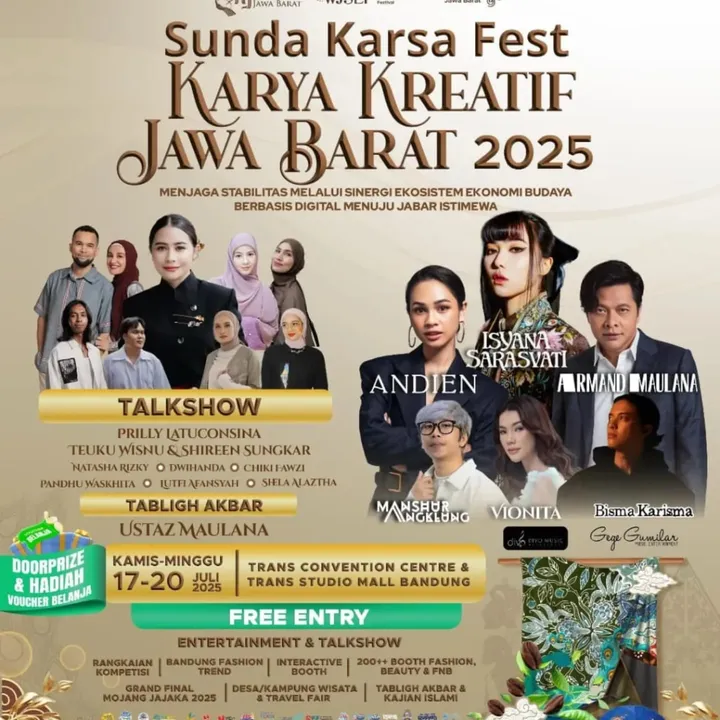 JAWA BARAT
Festival
Sunda Karsa Fest
KARYA KREATIF
JAWA BARAT 2025
MENJAGA STABILITAS MELALUI SINERGI EKOSISTEM EKONOMI BUDAYA
BERBASIS DIGITAL MENUJU JABAR ISTIMEWA
ISYANA
SARASVATI
ANDIEN
ARMAND MAULANA
TALKSHOW
PRILLY LATUCONSINA
TEUKU WISNU & SHIREEN SUNGKAR
NATASHA RIZKY DWIHANDA CHIKI FAWZI
PANDHU WASKHITA LUTFI AFANSYAH SHELA ALAZTHA
MANSHUR
ANGKLUNG
VIONITA
Bisma Karisma
TABLIGH AKBAR
USTAZ MAULANA
Gege Gumilar
DOORPRIZE
& HADIAH
VOUCHER BELANJA
KAMIS-MINGGU
17-20 JULI
2025
TRANS CONVENTION CENTRE &
TRANS STUDIO MALL BANDUNG
FREE ENTRY
ENTERTAINMENT & TALKSHOW
RANGKAIAN
KOMPETISI
BANDUNG FASHION
TREND
INTERACTIVE
BOOTH
200++ BOOTH FASHION,
BEAUTY & FNB
GRAND FINAL
MOJANG JAJAKA 2025
DESA/KAMPUNG WISATA
& TRAVEL FAIR
TABLIGH AKBAR &
KAJIAN ISLAMI